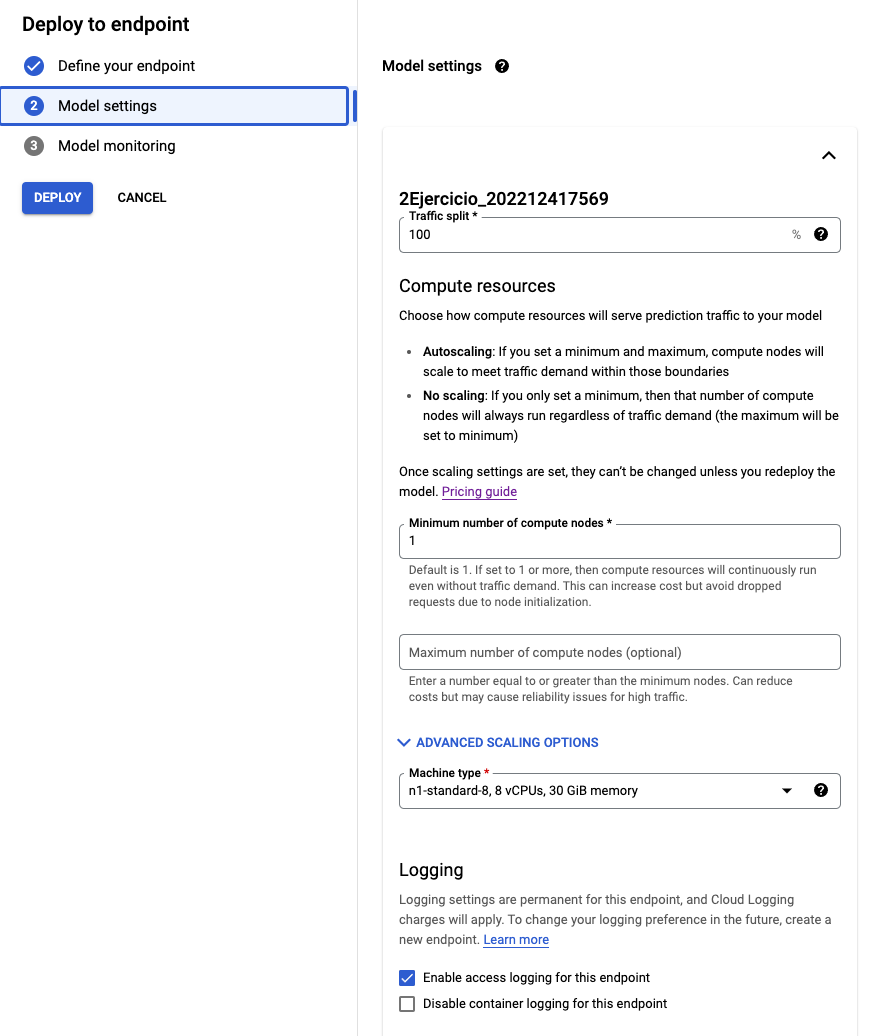 Deploy to endpoint
Define your endpoint
2 Model settings
3 Model monitoring
DEPLOY CANCEL
Model settings ?
2Ejercicio_202212417569
Traffic split *
100 % ?
Compute resources
Choose how compute resources will serve prediction traffic to your model
• Autoscaling: If you set a minimum and maximum, compute nodes will
scale to meet traffic demand within those boundaries
• No scaling: If you only set a minimum, then that number of compute
nodes will always run regardless of traffic demand (the maximum will be
set to minimum)
Once scaling settings are set, they can't be changed unless you redeploy the
model. Pricing guide
Minimum number of compute nodes *
1
Default is 1. If set to 1 or more, then compute resources will continuously run
even without traffic demand. This can increase cost but avoid dropped
requests due to node initialization.
Maximum number of compute nodes (optional)
Enter a number equal to or greater than the minimum nodes. Can reduce
costs but may cause reliability issues for high traffic.
ADVANCED SCALING OPTIONS
Machine type *
n1-standard-8, 8 vCPUs, 30 GiB memory ?
Logging
Logging settings are permanent for this endpoint, and Cloud Logging
charges will apply. To change your logging preference in the future, create a
new endpoint. Learn more
Enable access logging for this endpoint
Disable container logging for this endpoint